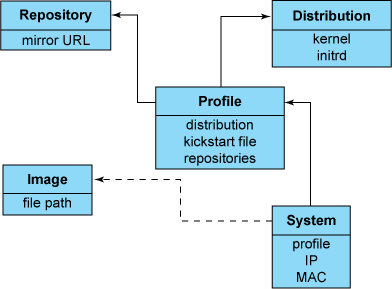 Repository
mirror URL
Distribution
kernel
initrd
Profile
distribution
kickstart file
repositories
Image
file path
System
profile
IP
MAC